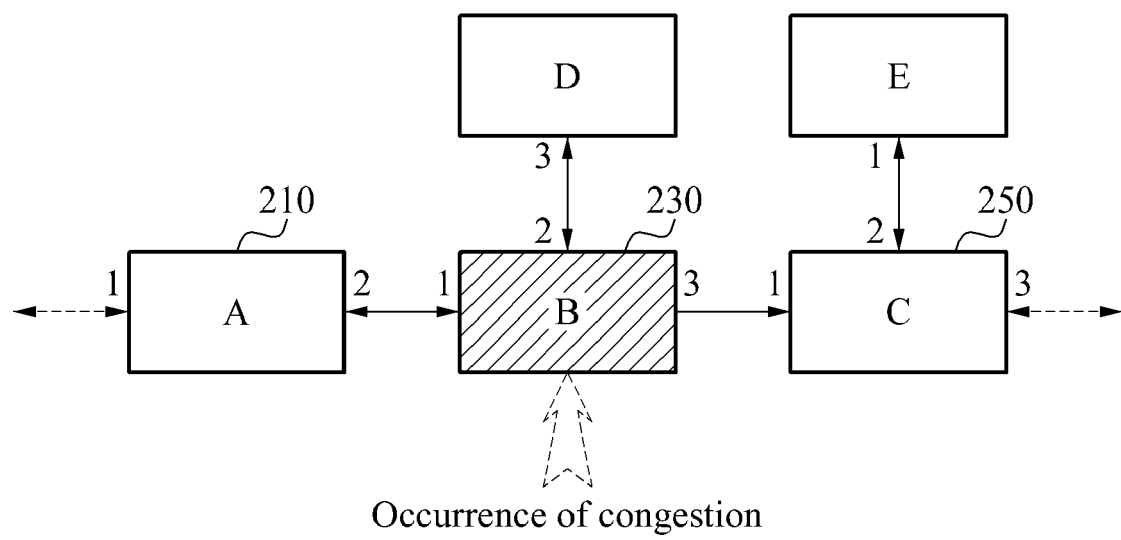 D E
3 1
210 230 250
2 2
1 A 2 1 B 3 1 C 3
Occurrence of congestion